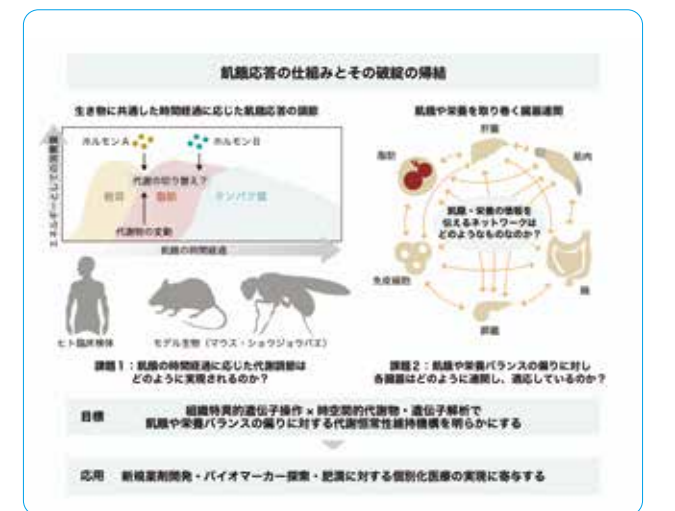 飢餓応答の仕組みとその破綻の帰結
生き物に共通した時間経過に応じた飢餓応答の調節
飢餓や栄養を取り巻く臓器連関
ホルモンA
ホルモンB
代謝の切り替え?
糖質
脂肪
タンパク質
代謝物の変動
飢餓の時間経過
肝臓
脂肪
筋肉
飢餓・栄養の情報を
伝えるネットワークは
どのようなものなのか?
免疫細胞
腸
膵臓
ヒト臨床検体
モデル生物(マウス・ショウジョウバエ)
課題1:飢餓の時間経過に応じた代謝調節は
どのように実現されるのか?
課題2:飢餓や栄養バランスの偏りに対し
各臓器はどのように連関し、適応しているのか?
目標
組織特異的遺伝子操作 × 時空間的代謝物・遺伝子解析で
飢餓や栄養バランスの偏りに対する代謝恒常性維持機構を明らかにする
応用
新規薬剤開発・バイオマーカー探索・肥満に対する個別化医療の実現に寄与する